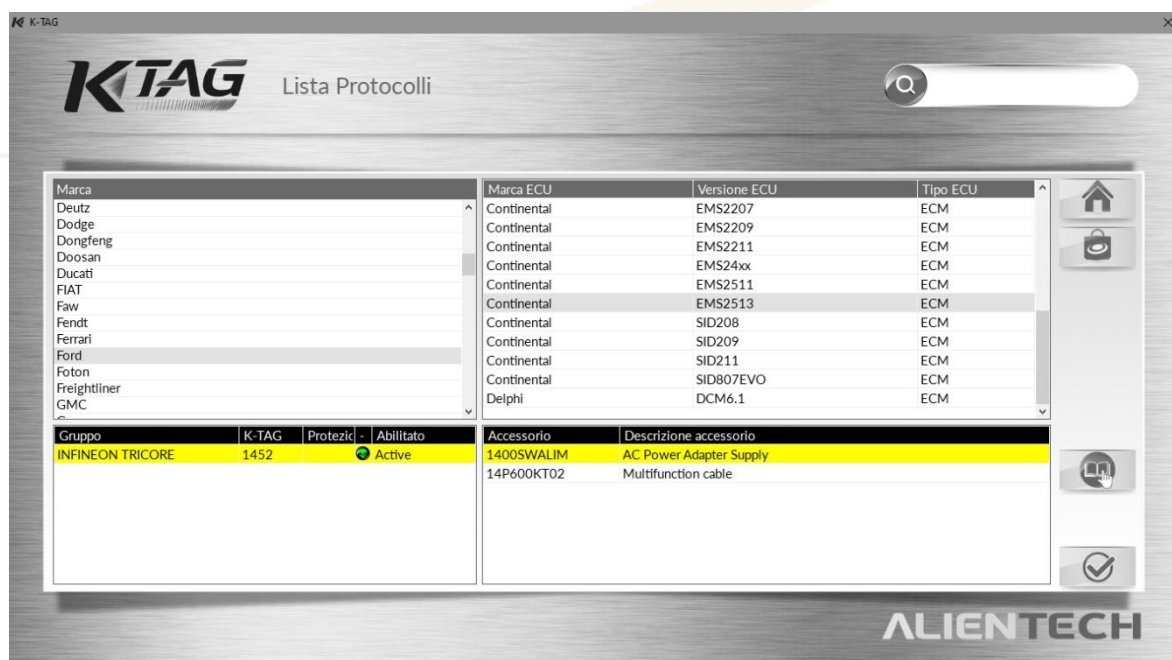 K-TAG
KTAG
Lista Protocolli
Marca
Deutz
Dodge
Dongfeng
Doosan
Ducati
FIAT
Faw
Fendt
Ferrari
Ford
Foton
Freightliner
GMC
Marca ECU Versione ECU Tipo ECU
Continental EMS2207 ECM
Continental EMS2209 ECM
Continental EMS2211 ECM
Continental EMS24xx ECM
Continental EMS2511 ECM
Continental EMS2513 ECM
Continental SID208 ECM
Continental SID209 ECM
Continental SID211 ECM
Continental SID807EVO ECM
Delphi DCM6.1 ECM
Gruppo K-TAG Protezic - Abilitato
INFINEON TRICORE 1452 Active
Accessorio Descrizione accessorio
1400SWALIM AC Power Adapter Supply
14P600KT02 Multifunction cable
ALIENTECH